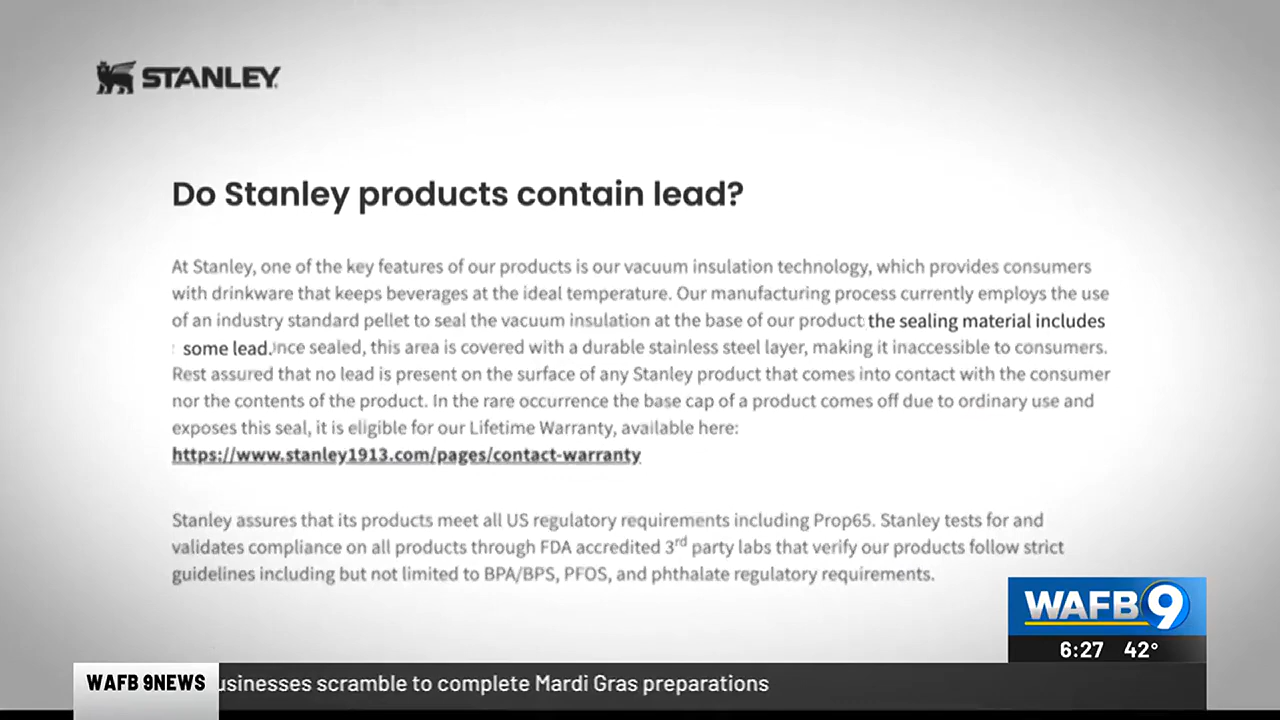 STANLEY
Do Stanley products contain lead?
At Stanley, one of the key features of our products is our vacuum insulation technology, which provides consumers
with drinkware that keeps beverages at the ideal temperature. Our manufacturing process currently employs the use
of an industry standard pellet to seal the vacuum insulation at the base of our product the sealing material includes
some lead. nce sealed, this area is covered with a durable stainless steel layer, making it inaccessible to consumers.
Rest assured that no lead is present on the surface of any Stanley product that comes into contact with the consumer
nor the contents of the product. In the rare occurrence the base cap of a product comes off due to ordinary use and
exposes this seal, it is eligible for our Lifetime Warranty, available here:
https://www.stanley1913.com/pages/contact-warranty
Stanley assures that its products meet all US regulatory requirements including Prop65. Stanley tests for and
validates compliance on all products through FDA accredited 3rd party labs that verify our products follow strict
guidelines including but not limited to BPA/BPS, PFOS, and phthalate regulatory requirements.
WAFB 9
6:27 42°
WAFB 9NEWS usinesses scramble to complete Mardi Gras preparations